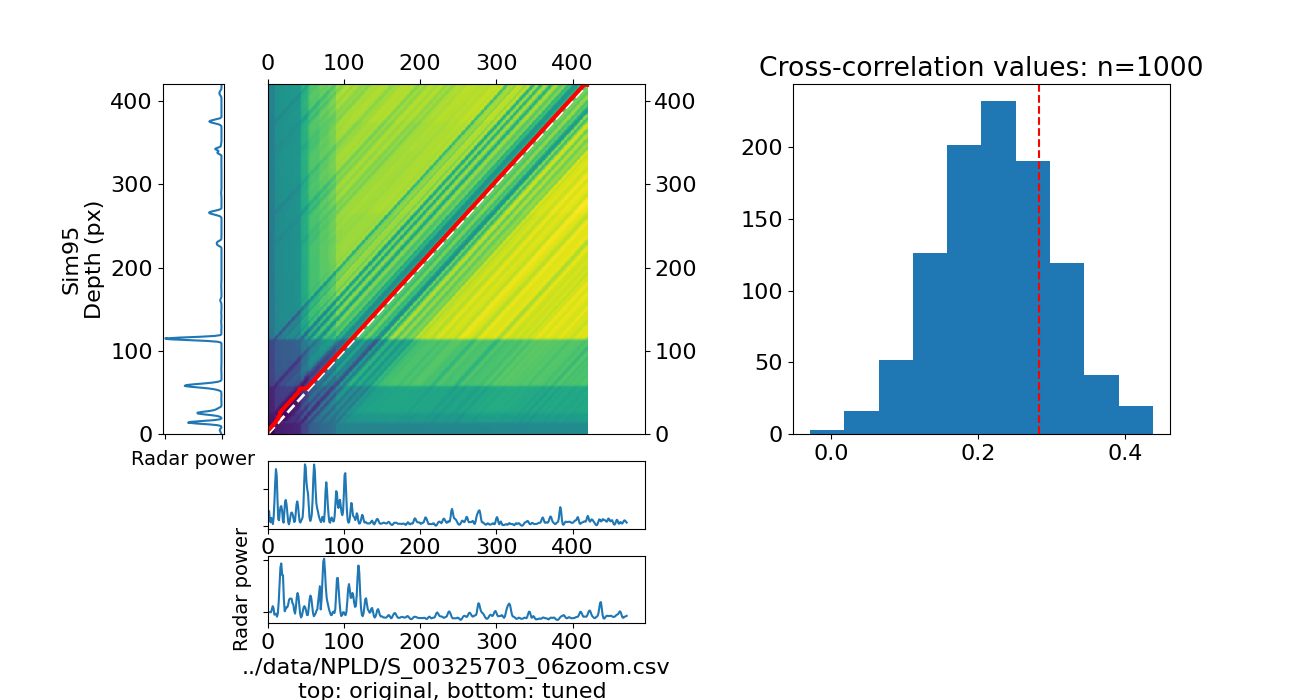 0 100 200 300 400
Cross-correlation values: n=1000
400
300
200
100
0
Sim95
Depth (px)
Radar power
400
300
200
100
0
200
150
100
50
0
0.0 0.2 0.4
0 100 200 300 400
Radar power
0 100 200 300 400
../data/NPLD/S_00325703_06zoom.csv
top: original, bottom: tuned